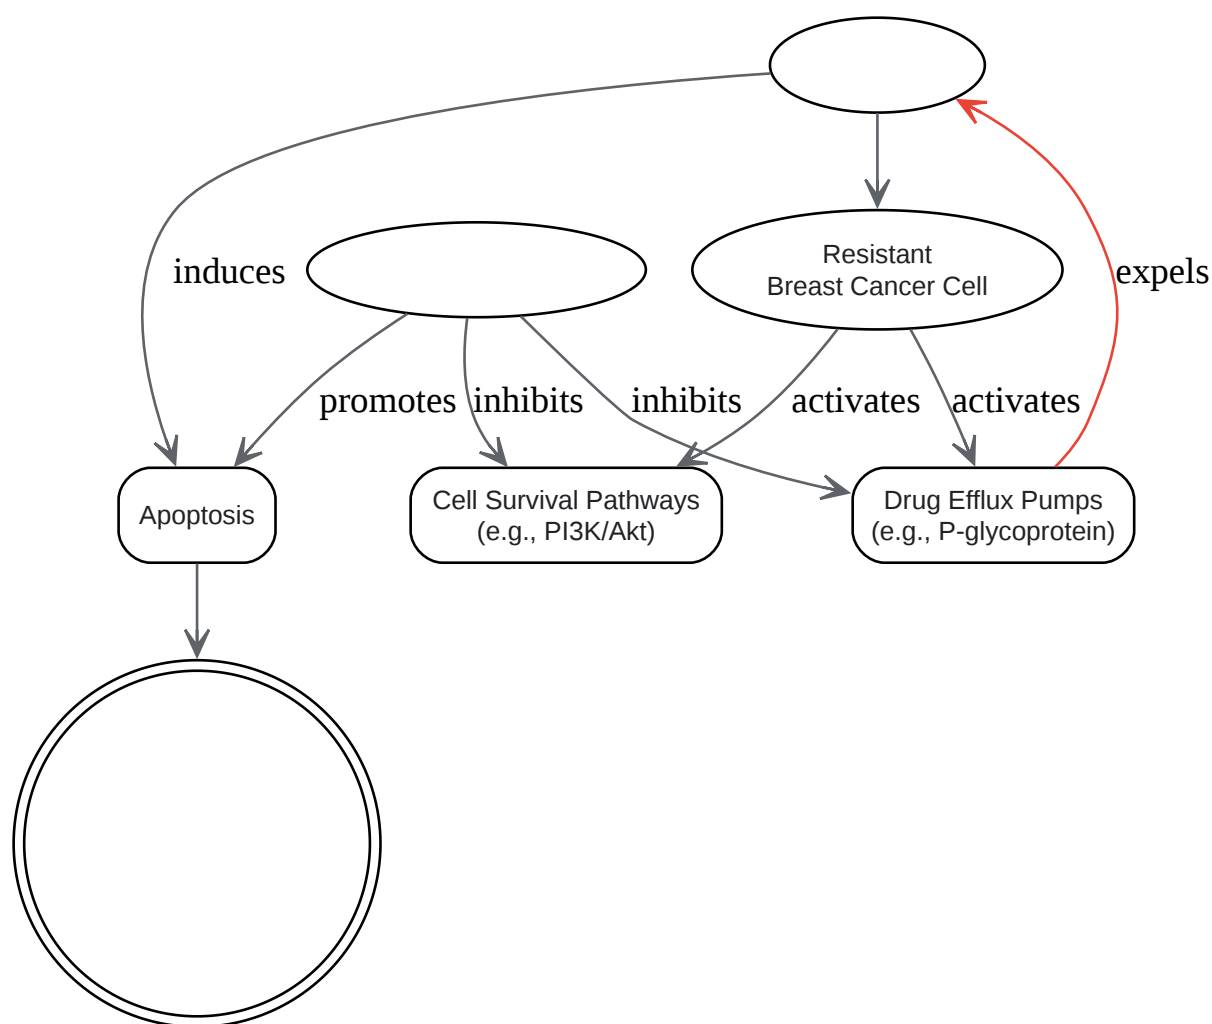 Resistant
Breast Cancer Cell
induces
expels
promotes
inhibits
inhibits
activates
activates
Apoptosis
Cell Survival Pathways
(e.g., PI3K/Akt)
Drug Efflux Pumps
(e.g., P-glycoprotein)